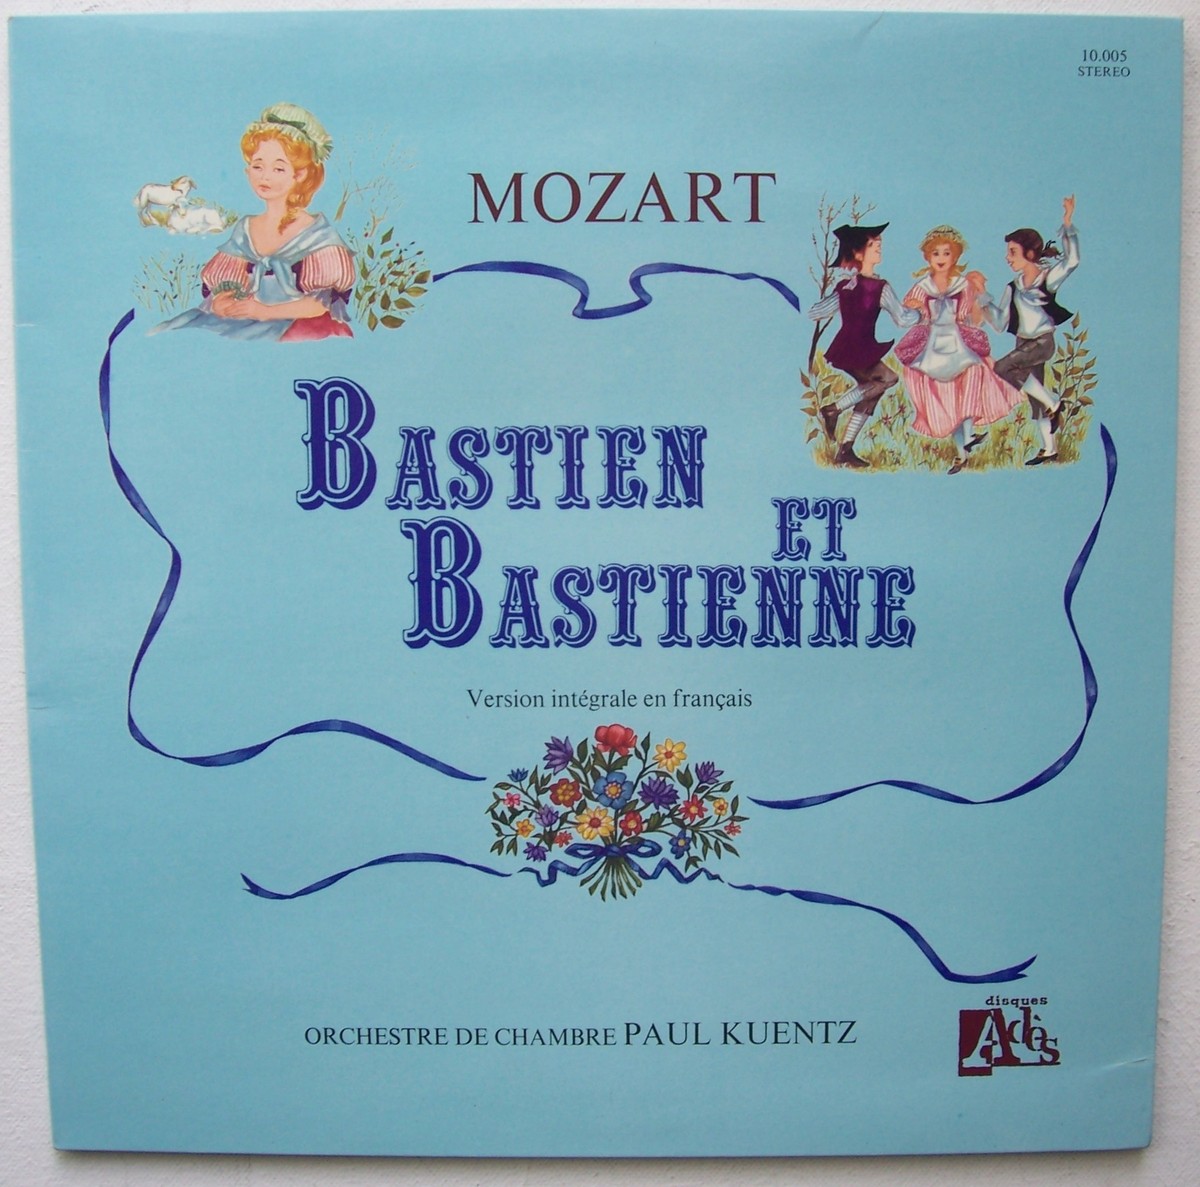 10.005
STEREO
MOZART
BASTIEN
ET
BASTIENNE
Version intégrale en français
ORCHESTRE DE CHAMBRE PAUL KUENTZ
disques
Adès